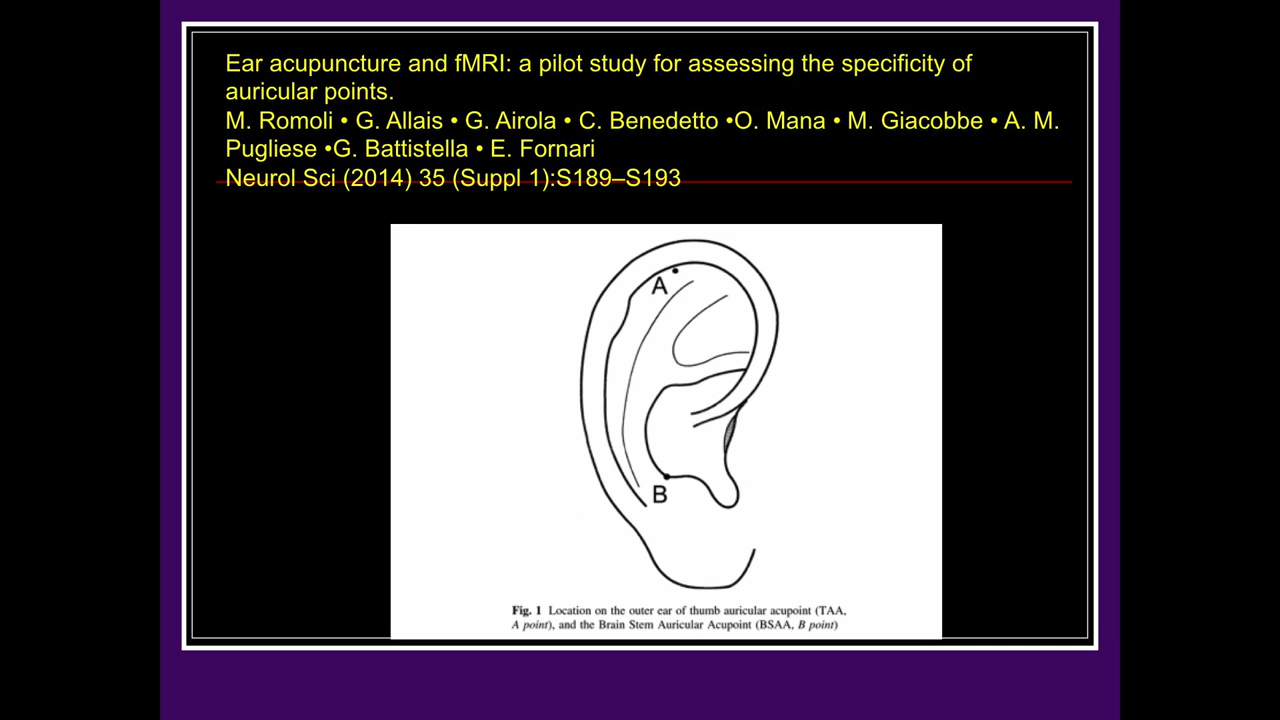 Ear acupuncture and fMRI: a pilot study for assessing the specificity of
auricular points.
M. Romoli • G. Allais • G. Airola • C. Benedetto •O. Mana • M. Giacobbe • A. M.
Pugliese •G. Battistella • E. Fornari
Neurol Sci (2014) 35 (Suppl 1):S189–S193
A
B
Fig. 1 Location on the outer ear of thumb auricular acupoint (TAA,
A point), and the Brain Stem Auricular Acupoint (BSAA, B point)